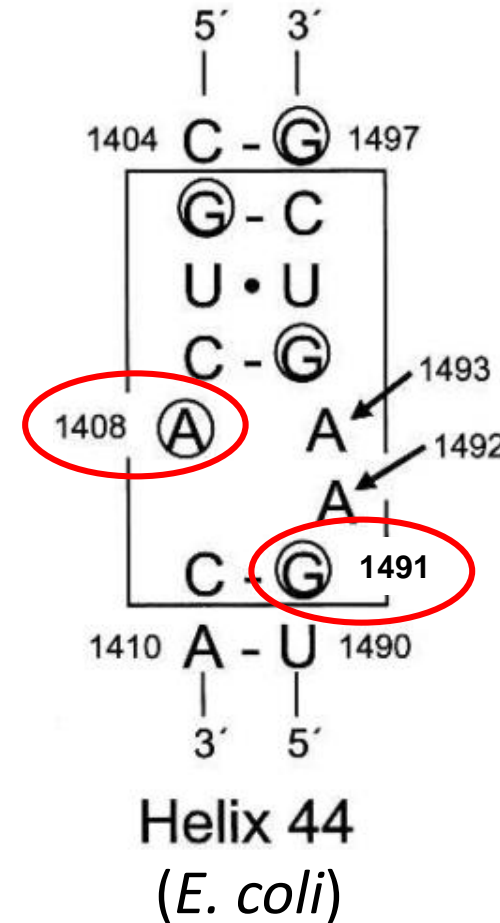 5´ 3´
1404 C - G 1497
G - C
U • U
C - G
1493
1408 A A
1492
A
C - G 1491
1410 A - U 1490
3´ 5´
Helix 44
(E. coli)